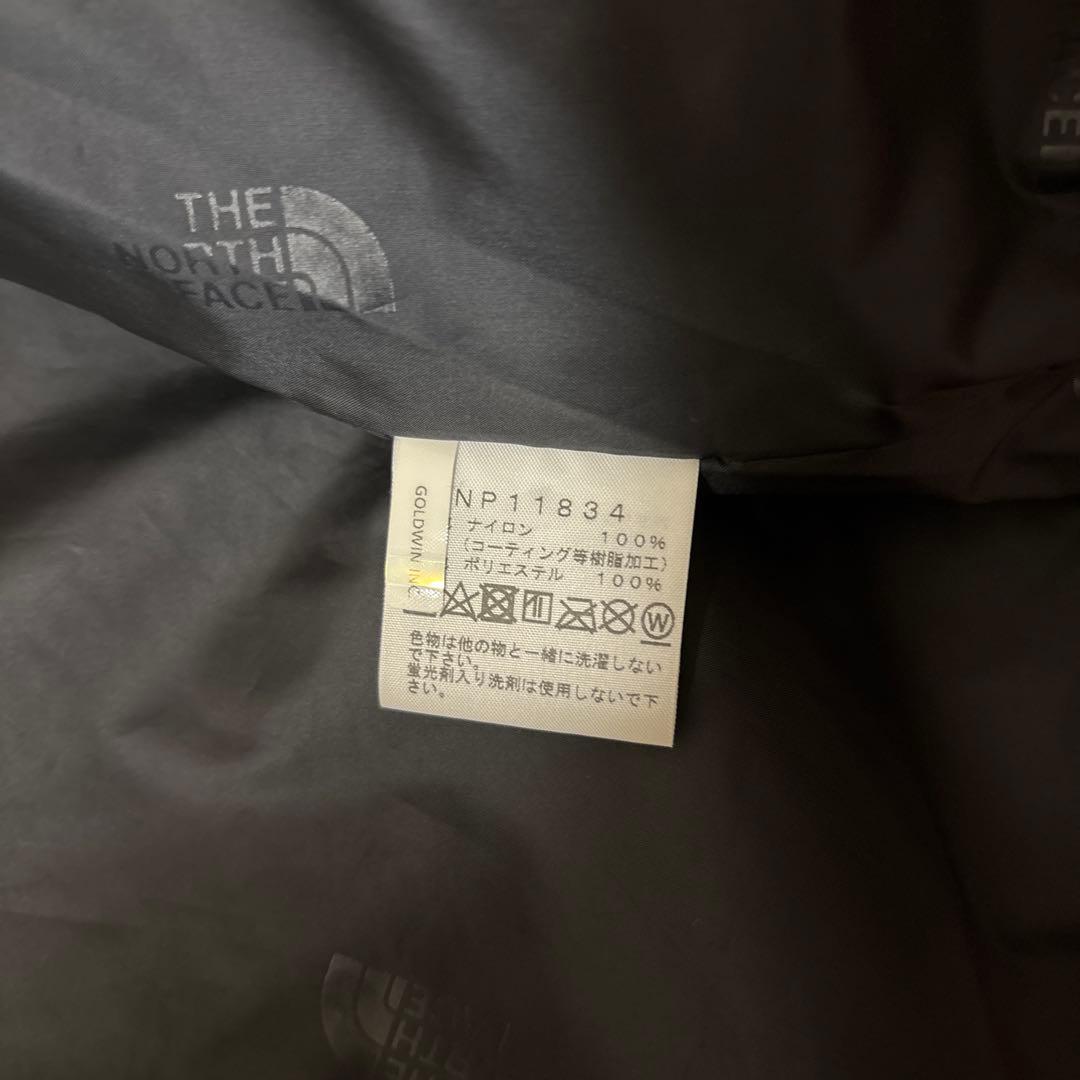 THE
NORTH
FACE
GOLDWIN INC.
NP11834
ナイロン 100%
(コーティング等樹脂加工)
ポリエステル 100%
W
色物は他の物と一緒に洗濯しない
で下さい。
蛍光剤入り洗剤は使用しないで下
さい。